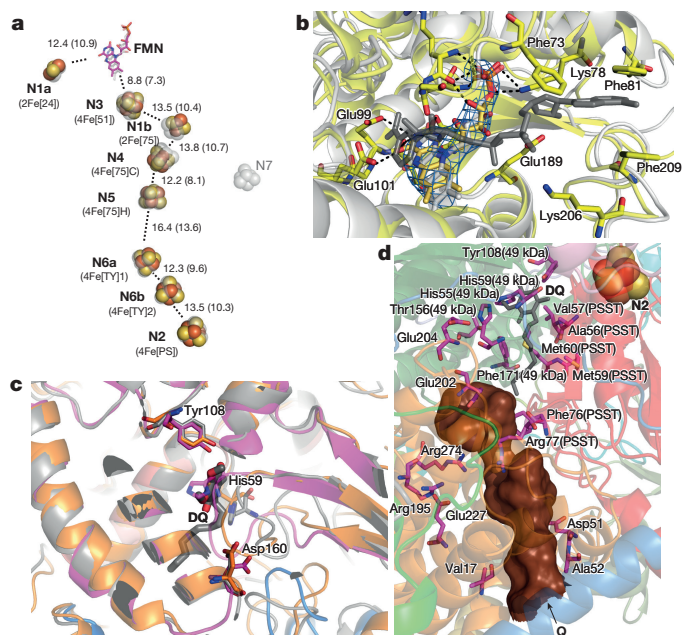 a
12.4 (10.9)
FMN
N1a
(2Fe[24])
8.8 (7.3)
N3
(4Fe[51])
13.5 (10.4)
N1b
(2Fe[75])
13.8 (10.7)
N4
(4Fe[75]C)
N7
12.2 (8.1)
N5
(4Fe[75]H)
16.4 (13.6)
N6a
(4Fe[TY]1)
12.3 (9.6)
N6b
(4Fe[TY]2)
13.5 (10.3)
N2
(4Fe[PS])
b
Phe73
Lys78
Phe81
Glu99
Glu101
Glu189
Phe209
Lys206
c
Tyr108
His59
DQ
Asp160
d
Tyr108(49 kDa)
His59(49 kDa)
DQ
N2
His55(49 kDa)
Val57(PSST)
Thr156(49 kDa)
Ala56(PSST)
Glu204
Met60(PSST)
Phe171(49 kDa)
Met59(PSST)
Glu202
Phe76(PSST)
Arg77(PSST)
Arg274
Arg195
Glu227
Asp51
Val17
Ala52
Q